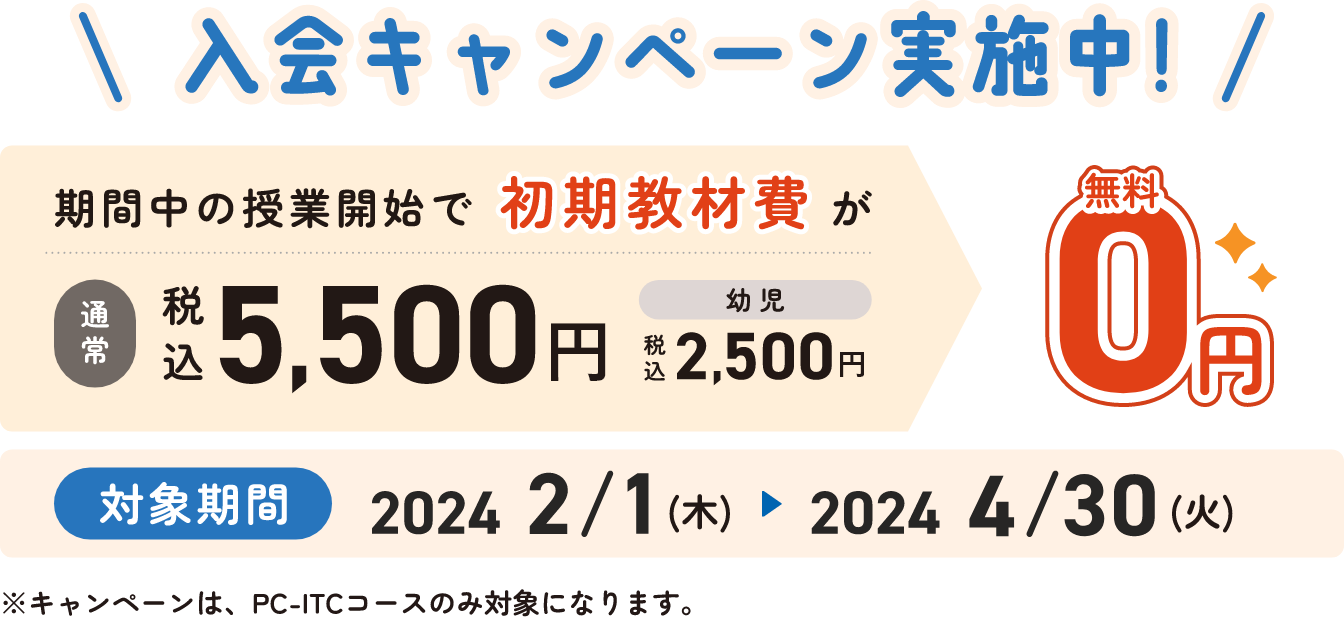 \ 入会キャンペーン実施中! /
期間中の授業開始で 初期教材費 が
通常 税込5,500円
幼児
税込2,500円
無料
0円
対象期間 2024 2/1(木) ▶ 2024 4/30(火)
※キャンペーンは、PC-ITCコースのみ対象になります。